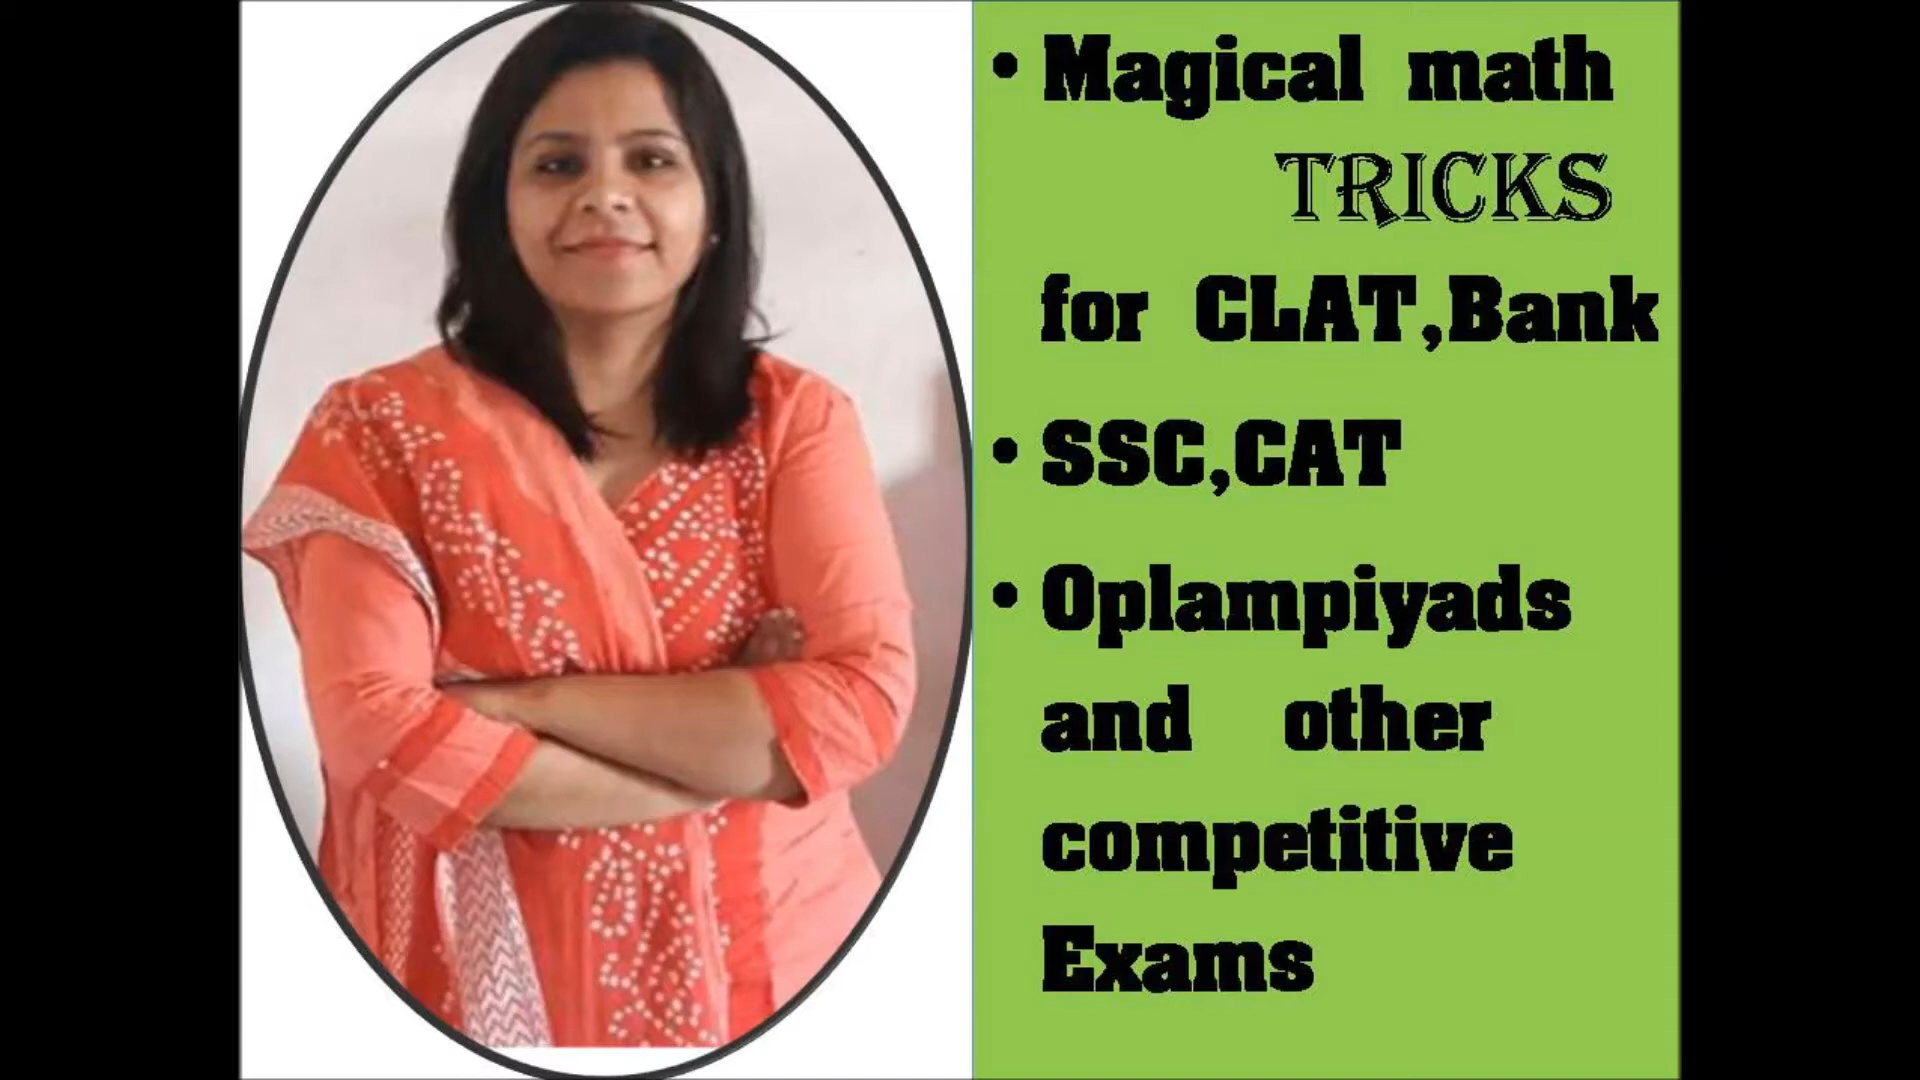 • Magical math
TRICKS
for CLAT,Bank
• SSC,CAT
• Oplampiyads
and other
competitive
Exams